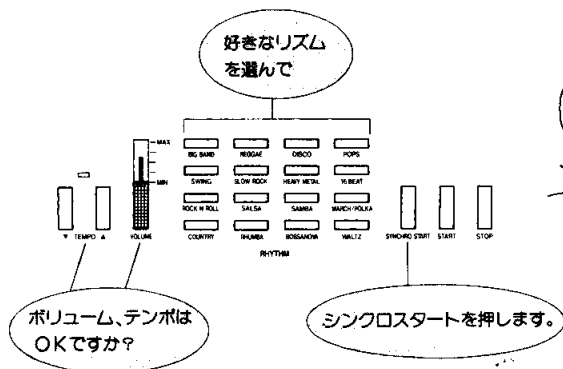 好きなリズム
を選んで
MAX
MIN
BIG BAND REGGAE DISCO POPS
SWING SLOW ROCK HEAVY METAL 16 BEAT
ROCK N ROLL SALSA SAMBA MARCH/POLKA
COUNTRY RHUMBA BOSSANOVA WALTZ
RHYTHM
▼ TEMPO ▲ VOLUME
SYNCHRO START START STOP
ボリューム、テンポは
OKですか?
シンクロスタートを押します。